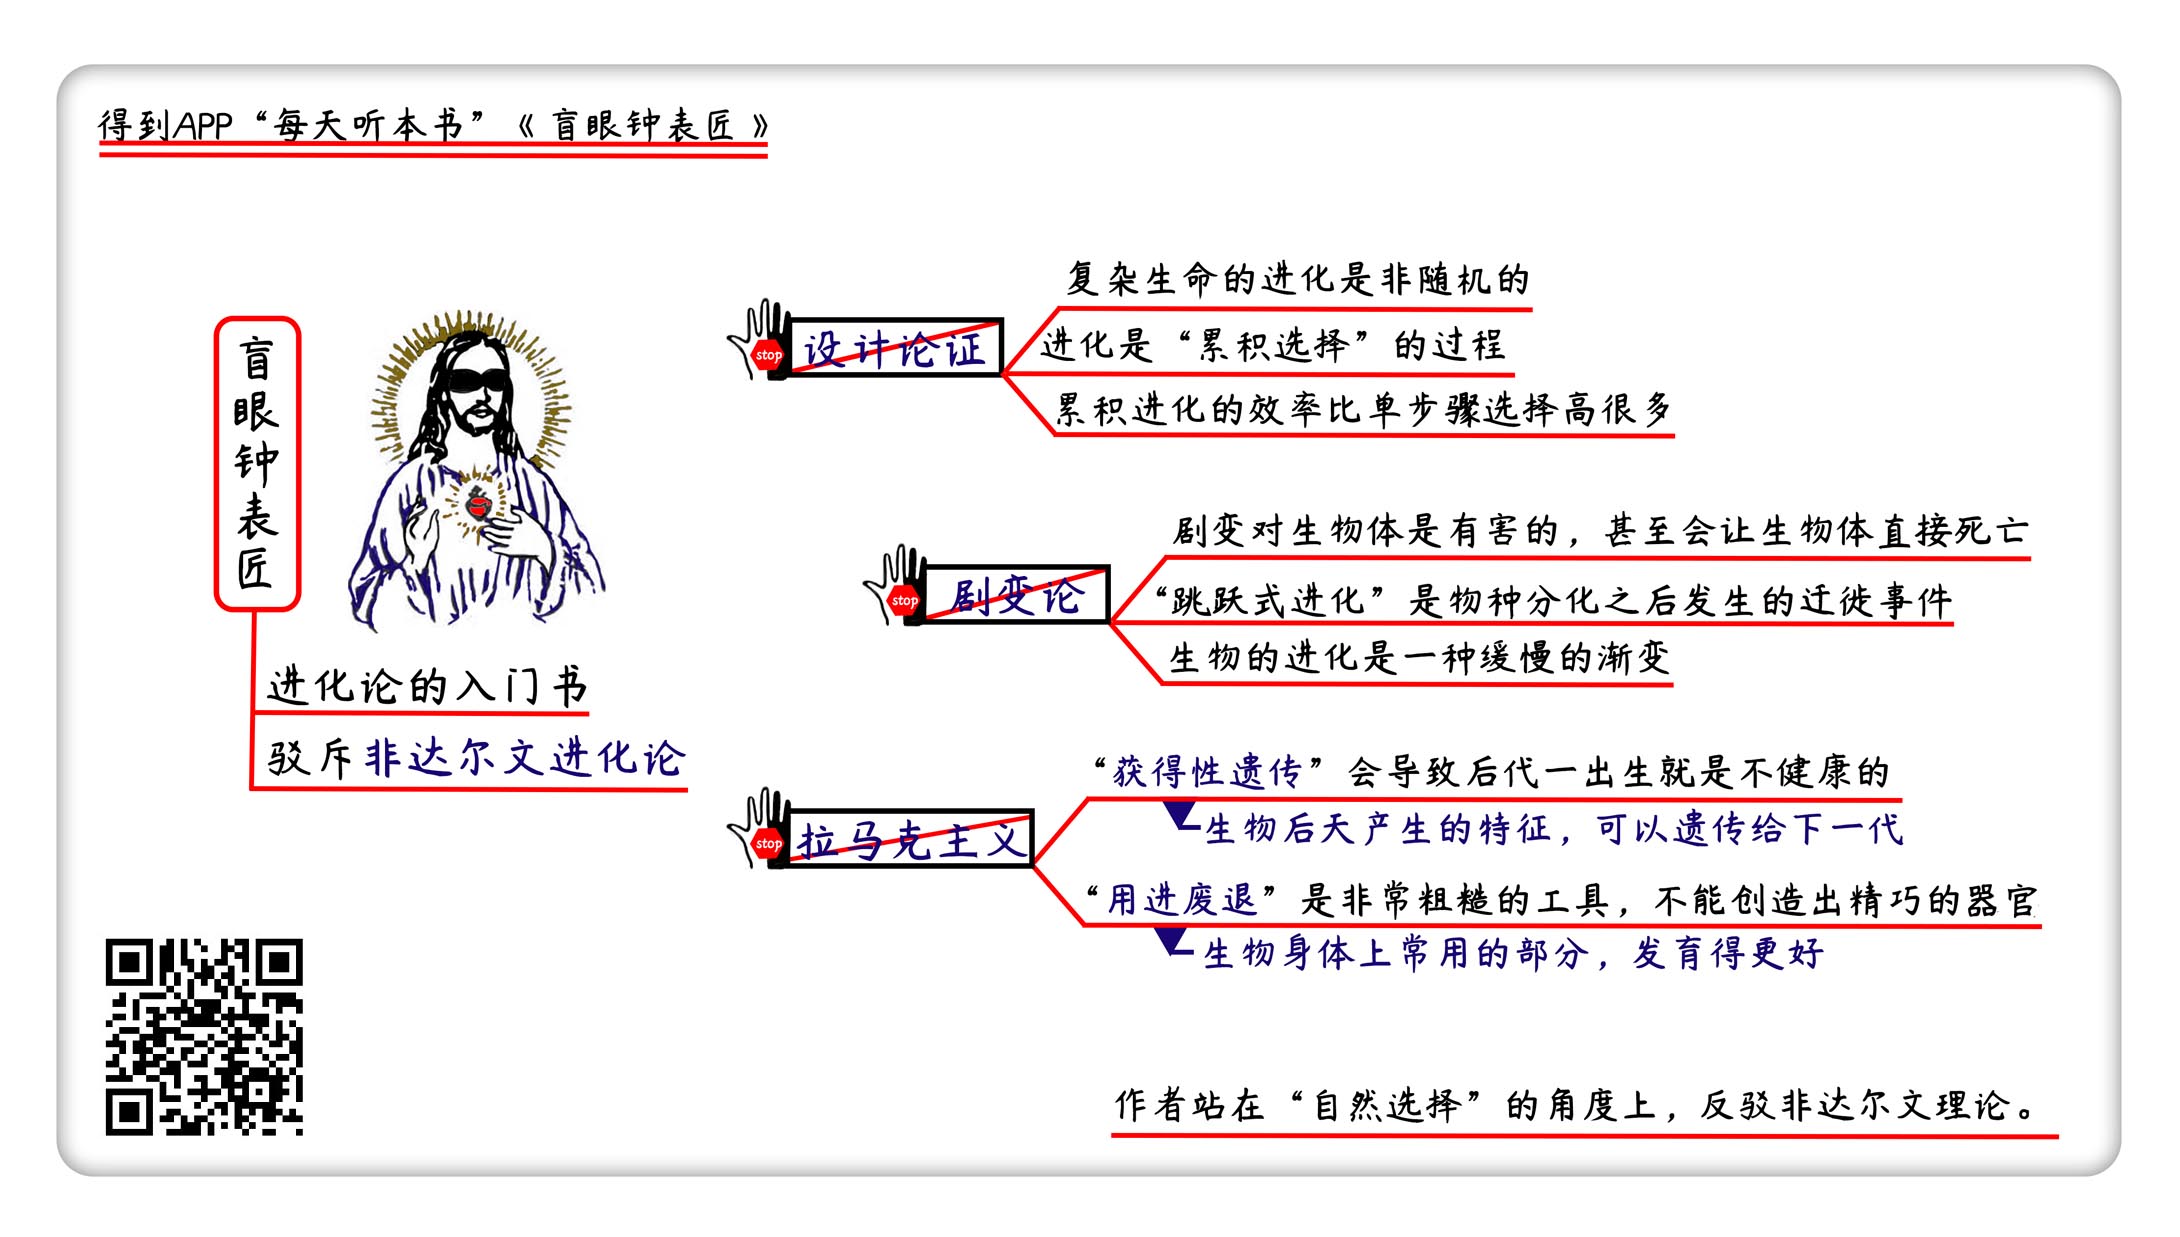 得到APP“每天听本书”《盲眼钟表匠》
盲眼钟表匠
进化论的入门书
驳斥非达尔文进化论
stop
设计论证
复杂生命的进化是非随机的
进化是“累积选择”的过程
累积进化的效率比单步骤选择高很多
stop
剧变论
剧变对生物体是有害的，甚至会让生物体直接死亡
“跳跃式进化”是物种分化之后发生的迁徙事件
生物的进化是一种缓慢的渐变
stop
拉马克主义
“获得性遗传”会导致后代一出生就是不健康的
生物后天产生的特征，可以遗传给下一代
“用进废退”是非常粗糙的工具，不能创造出精巧的器官
生物身体上常用的部分，发育得更好
作者站在“自然选择”的角度上，反驳非达尔文理论。